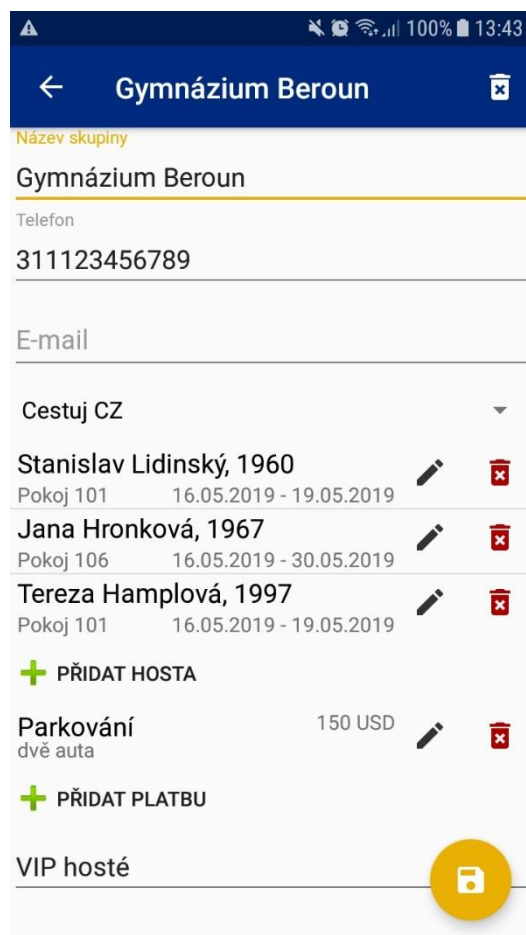 100% 13:43
Gymnázium Beroun
Název skupiny
Gymnázium Beroun
Telefon
311123456789
E-mail
Cestuj CZ
Stanislav Lidinský, 1960
Pokoj 101 16.05.2019 - 19.05.2019
Jana Hronková, 1967
Pokoj 106 16.05.2019 - 30.05.2019
Tereza Hamplová, 1997
Pokoj 101 16.05.2019 - 19.05.2019
PŘIDAT HOSTA
Parkování 150 USD
dvě auta
PŘIDAT PLATBU
VIP hosté